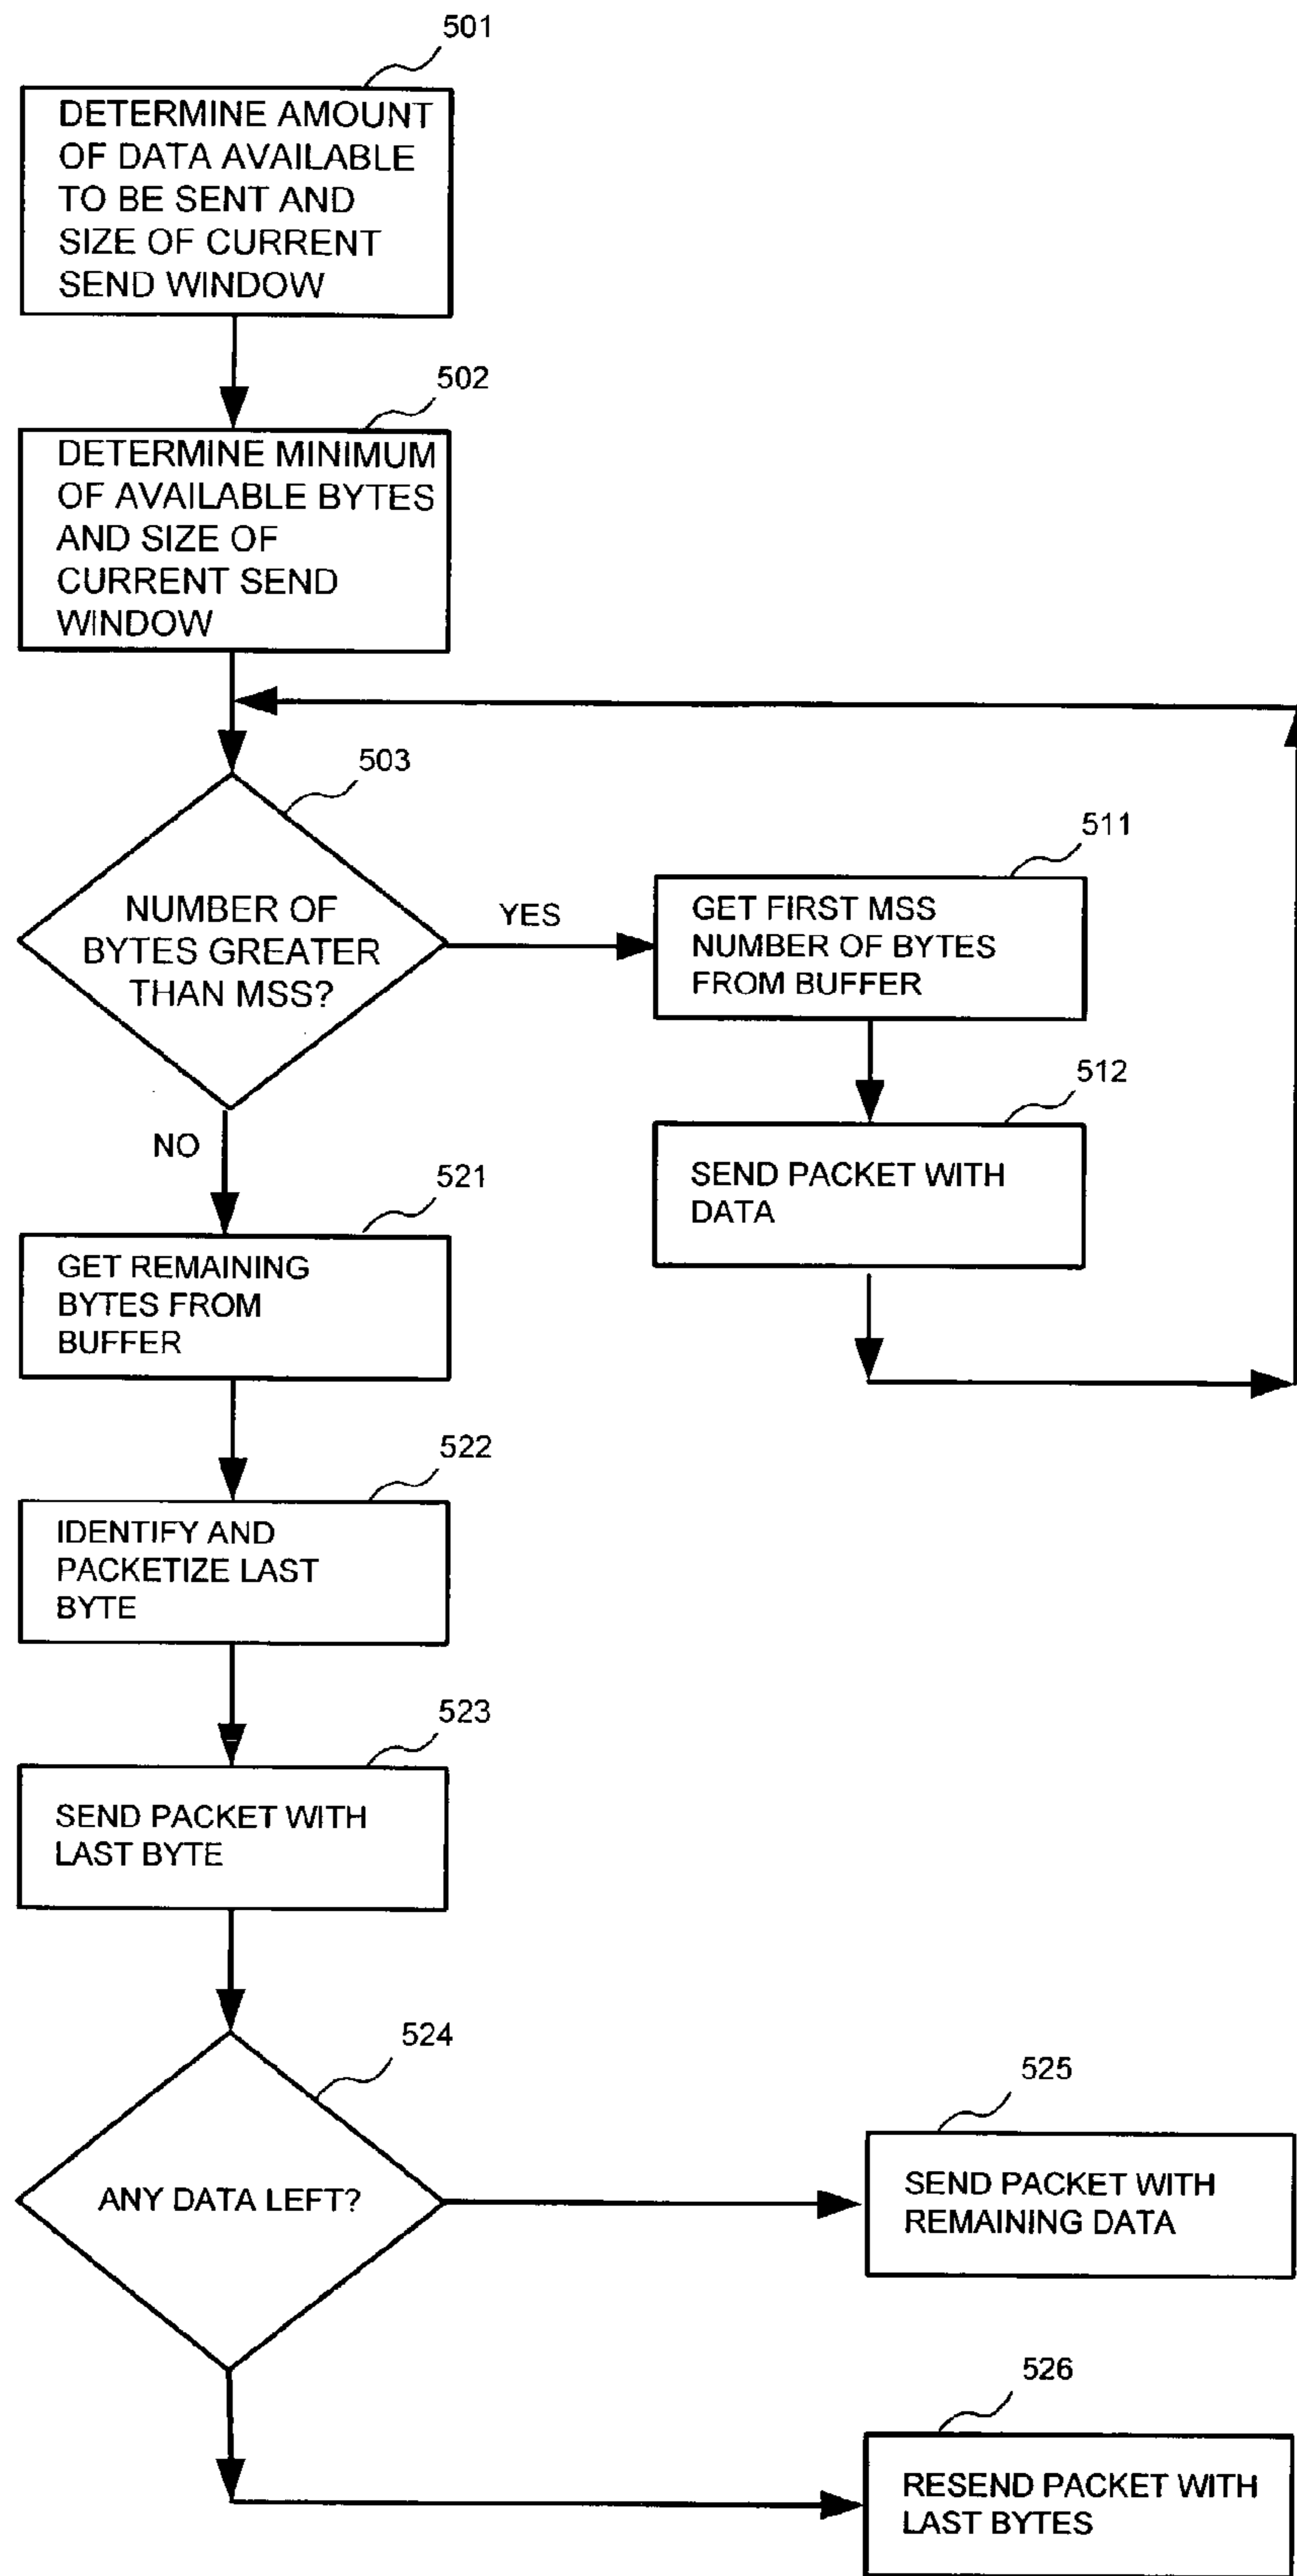 501
DETERMINE AMOUNT
OF DATA AVAILABLE
TO BE SENT AND
SIZE OF CURRENT
SEND WINDOW
502
DETERMINE MINIMUM
OF AVAILABLE BYTES
AND SIZE OF
CURRENT SEND
WINDOW
503
NUMBER OF
BYTES GREATER
THAN MSS?
YES
511
GET FIRST MSS
NUMBER OF BYTES
FROM BUFFER
512
SEND PACKET WITH
DATA
NO
521
GET REMAINING
BYTES FROM
BUFFER
522
IDENTIFY AND
PACKETIZE LAST
BYTE
523
SEND PACKET WITH
LAST BYTE
524
ANY DATA LEFT?
525
SEND PACKET WITH
REMAINING DATA
526
RESEND PACKET WITH
LAST BYTES